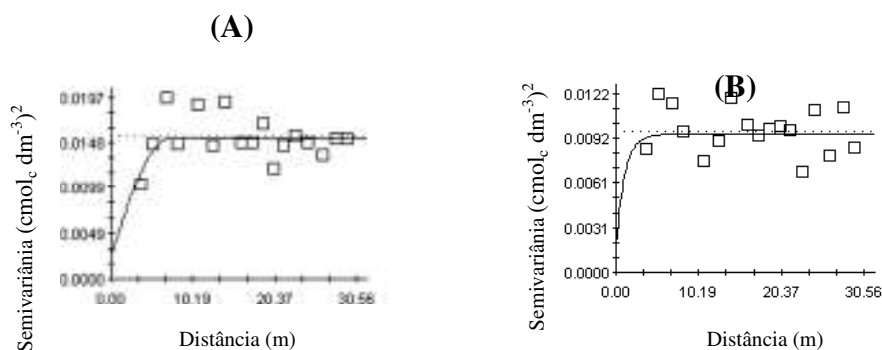 (A)
Semivariânia (cmolc dm-3)2
0.0197
0.0148
0.0099
0.0049
0.0000
0.00 10.19 20.37 30.56
Distância (m)
(B)
Semivariânia (cmolc dm-3)2
0.0122
0.0092
0.0061
0.0031
0.0000
0.00 10.19 20.37 30.56
Distância (m)